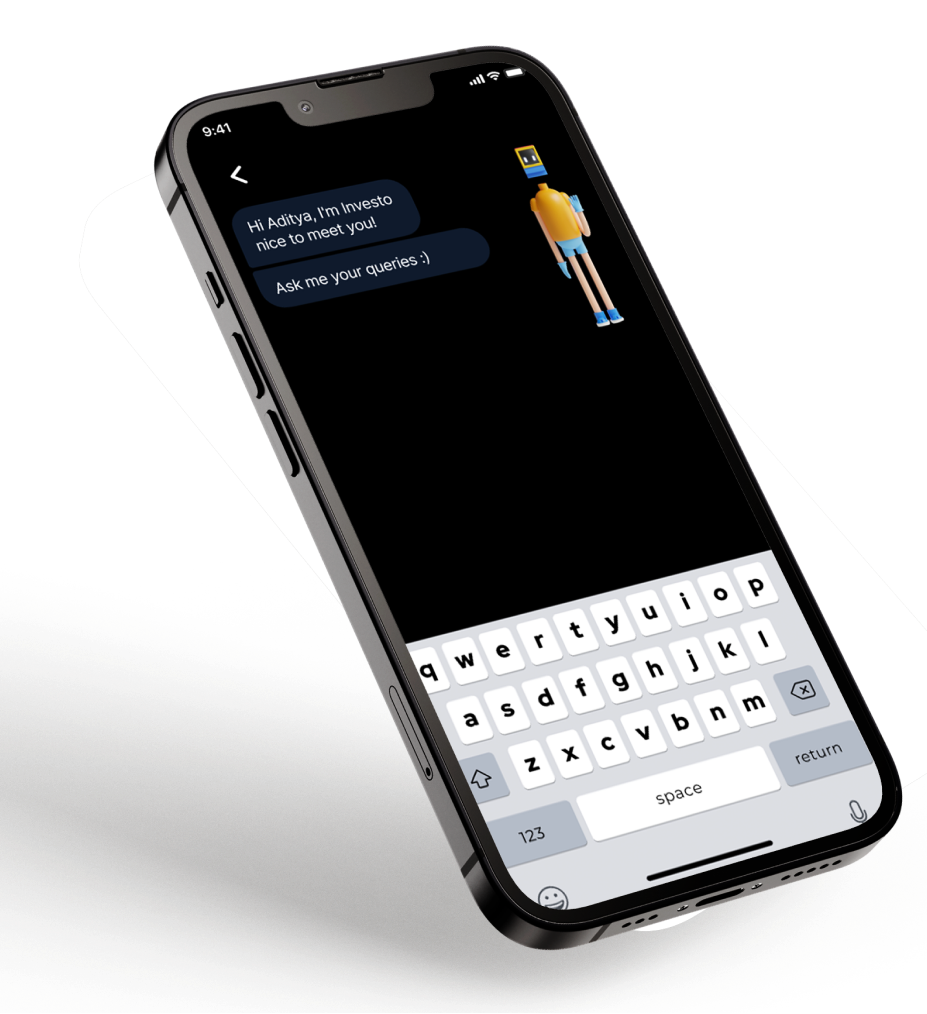 9:41
Hi Aditya, I'm Investo
nice to meet you!
Ask me your queries :)
q w e r t y u i o p
a s d f g h j k l
z x c v b n m
123 space return